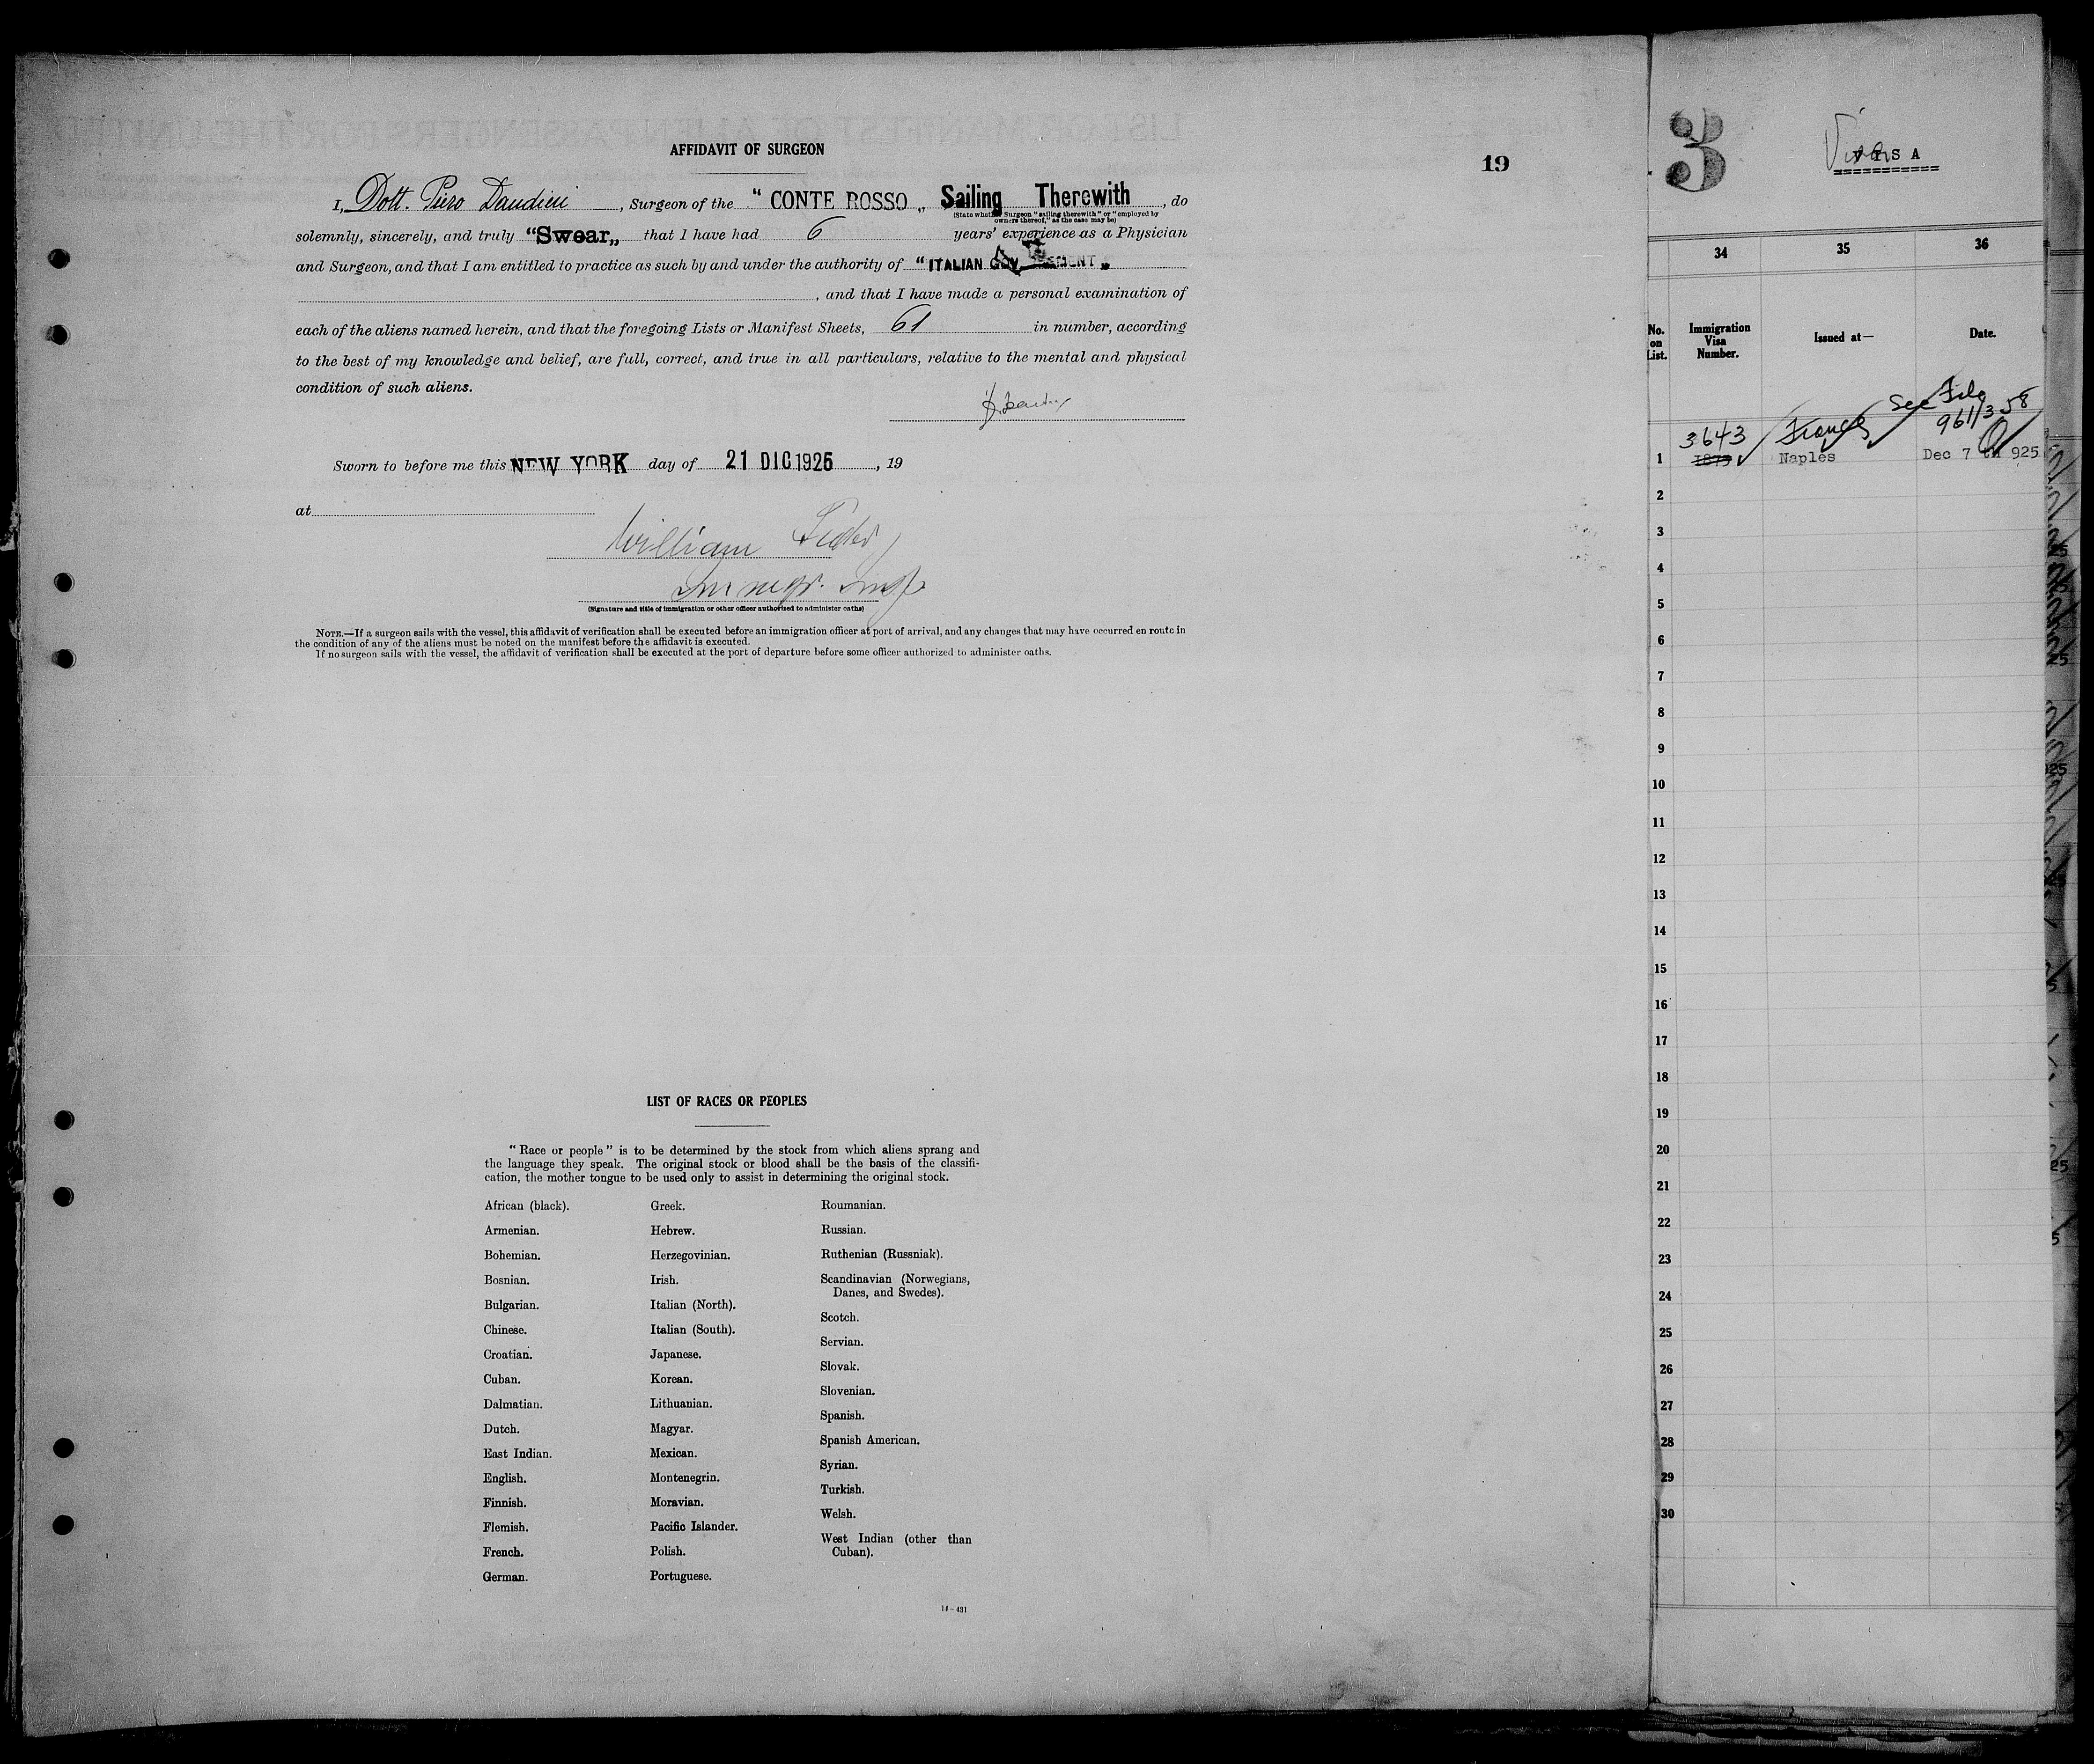 AFFIDAVIT OF SURGEON
19
I, Dott. Piero , Surgeon of the " CONTE ROSSO „ Sailing Therewith , do
(State whether Surgeon "sailing therewith" or "employed by
owners thereof," as the case may be)
solemnly, sincerely, and truly "Swear„ that I have had 6 years' experience as a Physician
and Surgeon, and that I am entitled to practice as such by and under the authority of "ITALIAN
, and that I have made a personal examination of
each of the aliens named herein, and that the foregoing Lists or Manifest Sheets, 61 in number, according
to the best of my knowledge and belief, are full, correct, and true in all particulars, relative to the mental and physical
condition of such aliens.
Sworn to before me this NEW YORK day of 21 DIC 1925 , 19
at
William
(Signature and title of immigration or other officer authorized to administer oaths)
NOTE.—If a surgeon sails with the vessel, this affidavit of verification shall be executed before an immigration officer at port of arrival, and any changes that may have occurred en route in
the condition of any of the aliens must be noted on the manifest before the affidavit is executed.
If no surgeon sails with the vessel, the affidavit of verification shall be executed at the port of departure before some officer authorized to administer oaths.
LIST OF RACES OR PEOPLES
"Race or people" is to be determined by the stock from which aliens sprang and
the language they speak. The original stock or blood shall be the basis of the classifi-
cation, the mother tongue to be used only to assist in determining the original stock.
African (black).
Armenian.
Bohemian.
Bosnian.
Bulgarian.
Chinese.
Croatian.
Cuban.
Dalmatian.
Dutch.
East Indian.
English.
Finnish.
Flemish.
French.
German.
Greek.
Hebrew.
Herzegovinian.
Irish.
Italian (North).
Italian (South).
Japanese.
Korean.
Lithuanian.
Magyar.
Mexican.
Montenegrin.
Moravian.
Pacific Islander.
Polish.
Portuguese.
Roumanian.
Russian.
Ruthenian (Russniak).
Scandinavian (Norwegians,
Danes, and Swedes).
Scotch.
Servian.
Slovak.
Slovenian.
Spanish.
Spanish American.
Syrian.
Turkish.
Welsh.
West Indian (other than
Cuban).
14—431
3
V I S A
34 35 36
No.
on
List.
Immigration
Visa
Number.
Issued at—
Date.
See File
3643 961/358
1 1873 Naples Dec 7 th 925
2
3
4
5
6
7
8
9
10
11
12
13
14
15
16
17
18
19
20
21
22
23
24
25
26
27
28
29
30